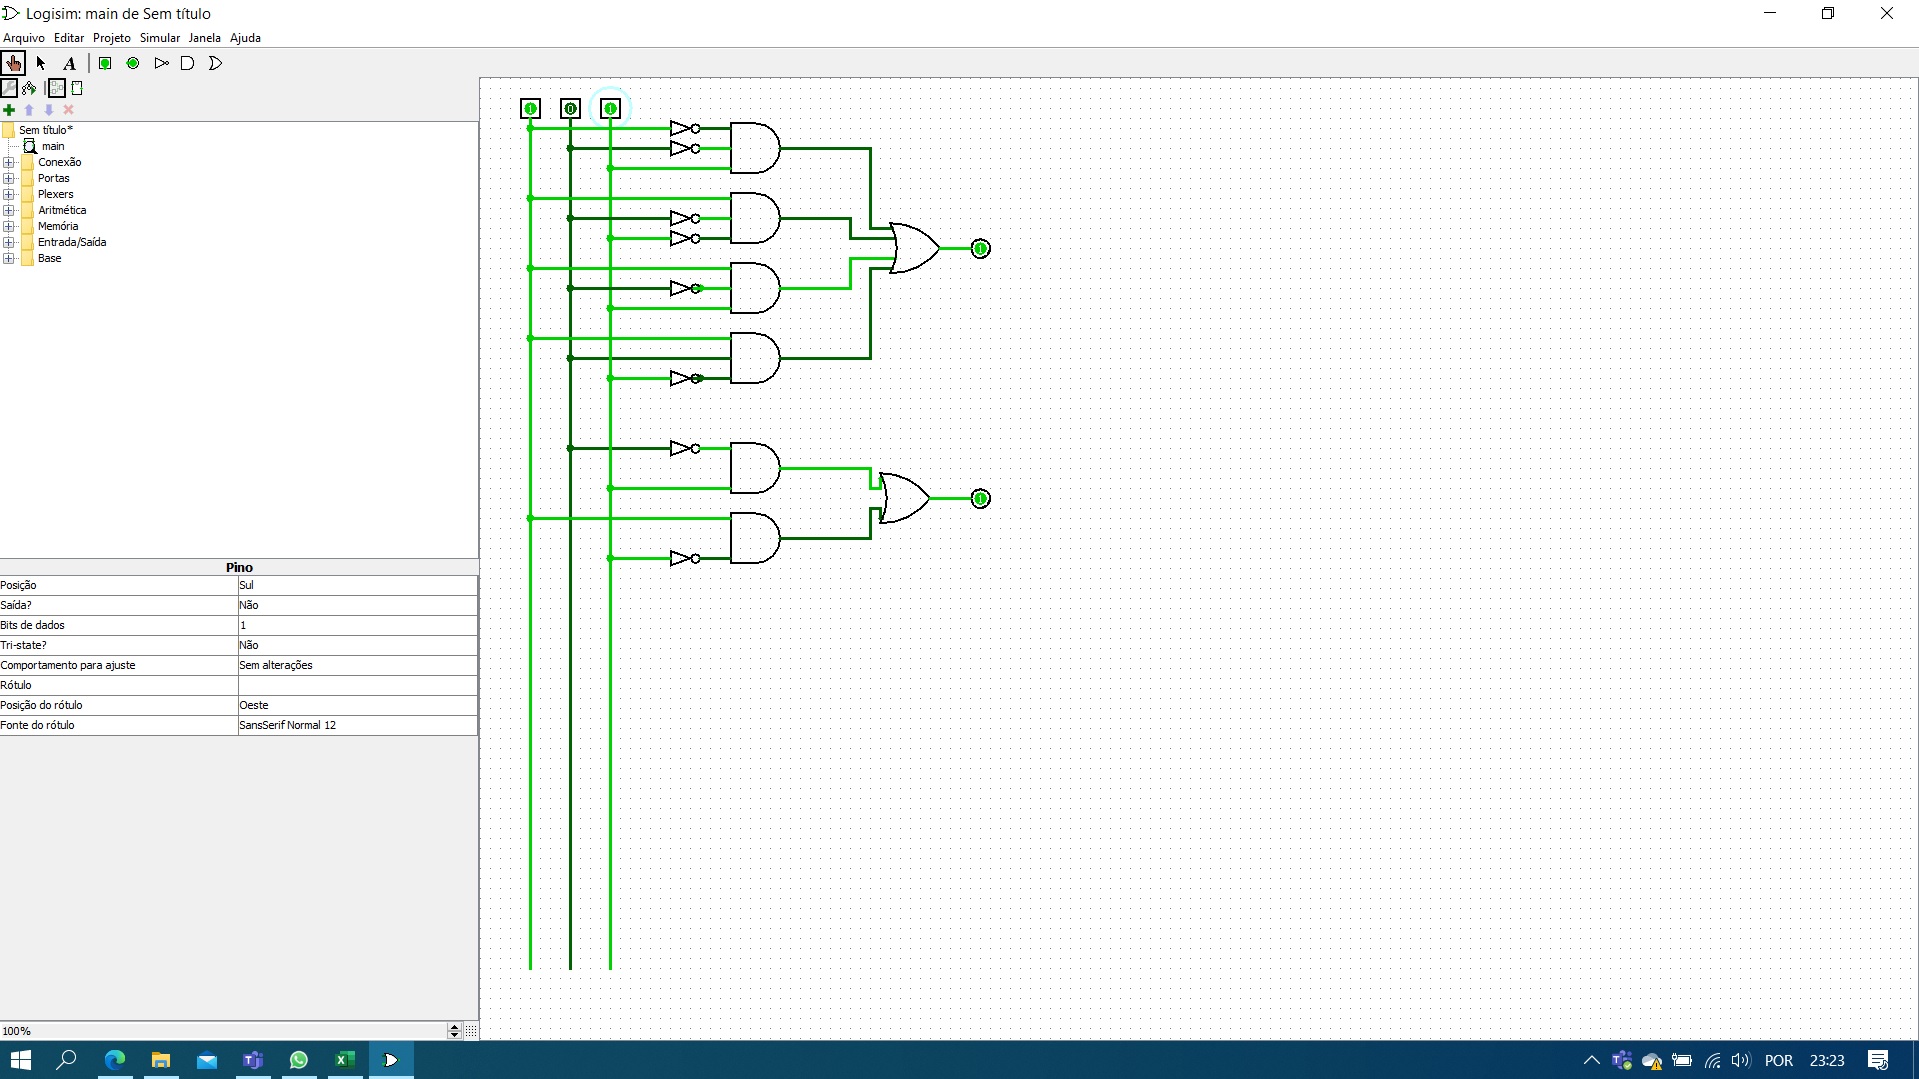 Logisim: main de Sem título
Arquivo Editar Projeto Simular Janela Ajuda
A
Sem título*
main
Conexão
Portas
Plexers
Aritmética
Memória
Entrada/Saída
Base
Pino
Posição Sul
Saída? Não
Bits de dados 1
Tri-state? Não
Comportamento para ajuste Sem alterações
Rótulo
Posição do rótulo Oeste
Fonte do rótulo SansSerif Normal 12
100%
1 0 1
1
1
POR 23:23